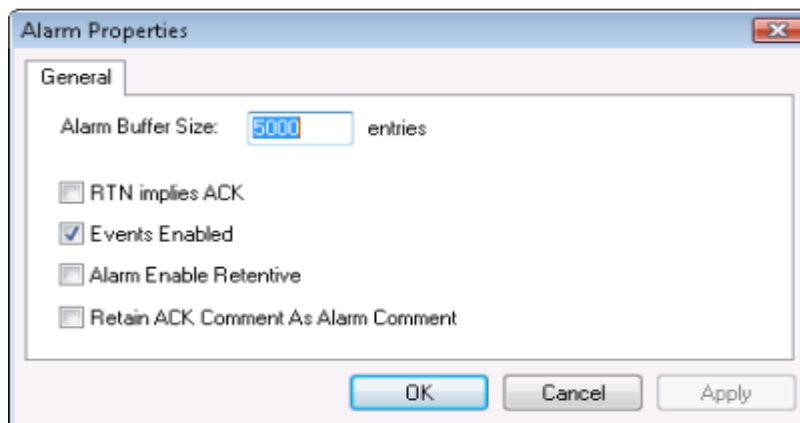 Alarm Properties
General
Alarm Buffer Size: 5000 entries
RTN implies ACK
Events Enabled
Alarm Enable Retentive
Retain ACK Comment As Alarm Comment
OK Cancel Apply